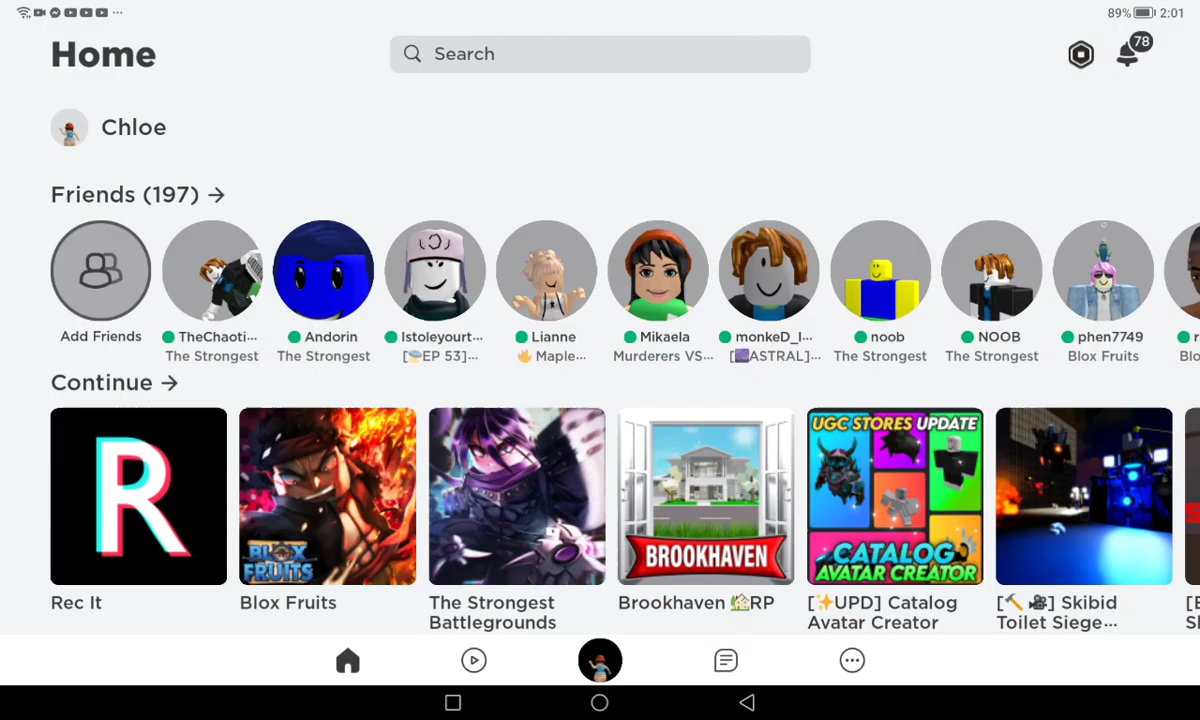 89% 2:01
Home
Search
78
Chloe
Friends (197) →
Add Friends
TheChaoti...
The Strongest
Andorin
The Strongest
Istoleyourt...
[🌧EP 53]...
Lianne
🔥 Maple...
Mikaela
Murderers VS...
monkeD_I...
[🟪ASTRAL]...
noob
The Strongest
NOOB
The Strongest
phen7749
Blox Fruits
Blo
Continue →
R
BLOX
FRUITS
BROOKHAVEN
UGC STORES UPDATE
CATALOG
AVATAR CREATOR
Rec It
Blox Fruits
The Strongest
Battlegrounds
Brookhaven 🏡RP
[✨UPD] Catalog
Avatar Creator
[🔨 🎥] Skibid
Toilet Siege...